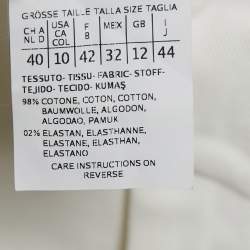 GRÖSSE TAILLE TALLA SIZE TAGLIA
CH A USA F MEX GB I
NL D CA COL B J
40 10 42 32 12 44
TESSUTO- TISSU- FABRIC- STOFF-
TEJIDO- TECIDO- KUMAŞ
98% COTONE, COTON, COTTON,
BAUMWOLLE, ALGODON,
ALGODAO, PAMUK
02% ELASTAN, ELASTHANNE,
ELASTANE, ELASTHAN,
ELASTANO
CARE INSTRUCTIONS ON
REVERSE